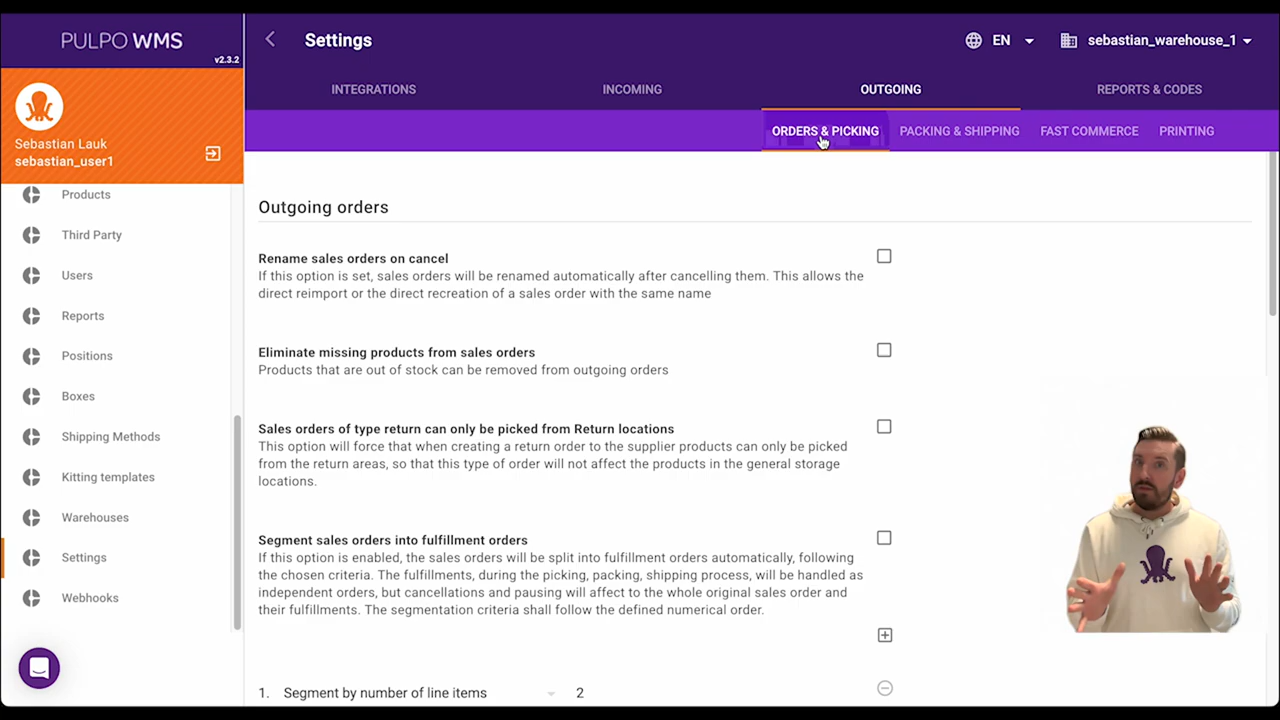 PULPO WMS
v2.3.2
Settings
EN
sebastian_warehouse_1
INTEGRATIONS
INCOMING
OUTGOING
REPORTS & CODES
ORDERS & PICKING
PACKING & SHIPPING
FAST COMMERCE
PRINTING
Sebastian Lauk
sebastian_user1
Products
Third Party
Users
Reports
Positions
Boxes
Shipping Methods
Kitting templates
Warehouses
Settings
Webhooks
Outgoing orders
Rename sales orders on cancel
If this option is set, sales orders will be renamed automatically after cancelling them. This allows the
direct reimport or the direct recreation of a sales order with the same name
Eliminate missing products from sales orders
Products that are out of stock can be removed from outgoing orders
Sales orders of type return can only be picked from Return locations
This option will force that when creating a return order to the supplier products can only be picked
from the return areas, so that this type of order will not affect the products in the general storage
locations.
Segment sales orders into fulfillment orders
If this option is enabled, the sales orders will be split into fulfillment orders automatically, following
the chosen criteria. The fulfillments, during the picking, packing, shipping process, will be handled as
independent orders, but cancellations and pausing will affect to the whole original sales order and
their fulfillments. The segmentation criteria shall follow the defined numerical order.
1. Segment by number of line items 2